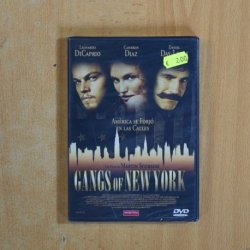 LEONARDO CAMERON DANIEL
DICAPRIO DIAZ DAY
€ 3,00
AMÉRICA SE FORJÓ
EN LAS CALLES
MARTIN SCORSESE
GANGS OF NEW YORK
DVD